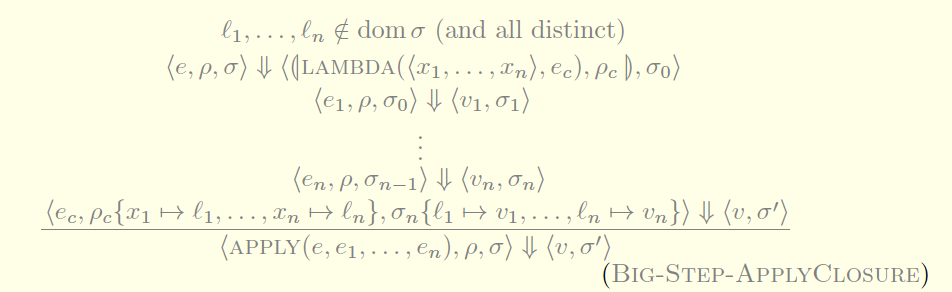 ℓ₁, . . . , ℓₙ ∉ dom σ (and all distinct)
⟨e, ρ, σ⟩ ⇓ ⟨⦇LAMBDA(⟨x₁, . . . , xₙ⟩, e_c), ρ_c⦈, σ₀⟩
⟨e₁, ρ, σ₀⟩ ⇓ ⟨v₁, σ₁⟩
⋮
⟨eₙ, ρ, σₙ₋₁⟩ ⇓ ⟨vₙ, σₙ⟩
⟨e_c, ρ_c{x₁ ↦ ℓ₁, . . . , xₙ ↦ ℓₙ}, σₙ{ℓ₁ ↦ v₁, . . . , ℓₙ ↦ vₙ}⟩ ⇓ ⟨v, σ′⟩
⟨APPLY(e, e₁, . . . , eₙ), ρ, σ⟩ ⇓ ⟨v, σ′⟩
(BIG-STEP-APPLYCLOSURE)